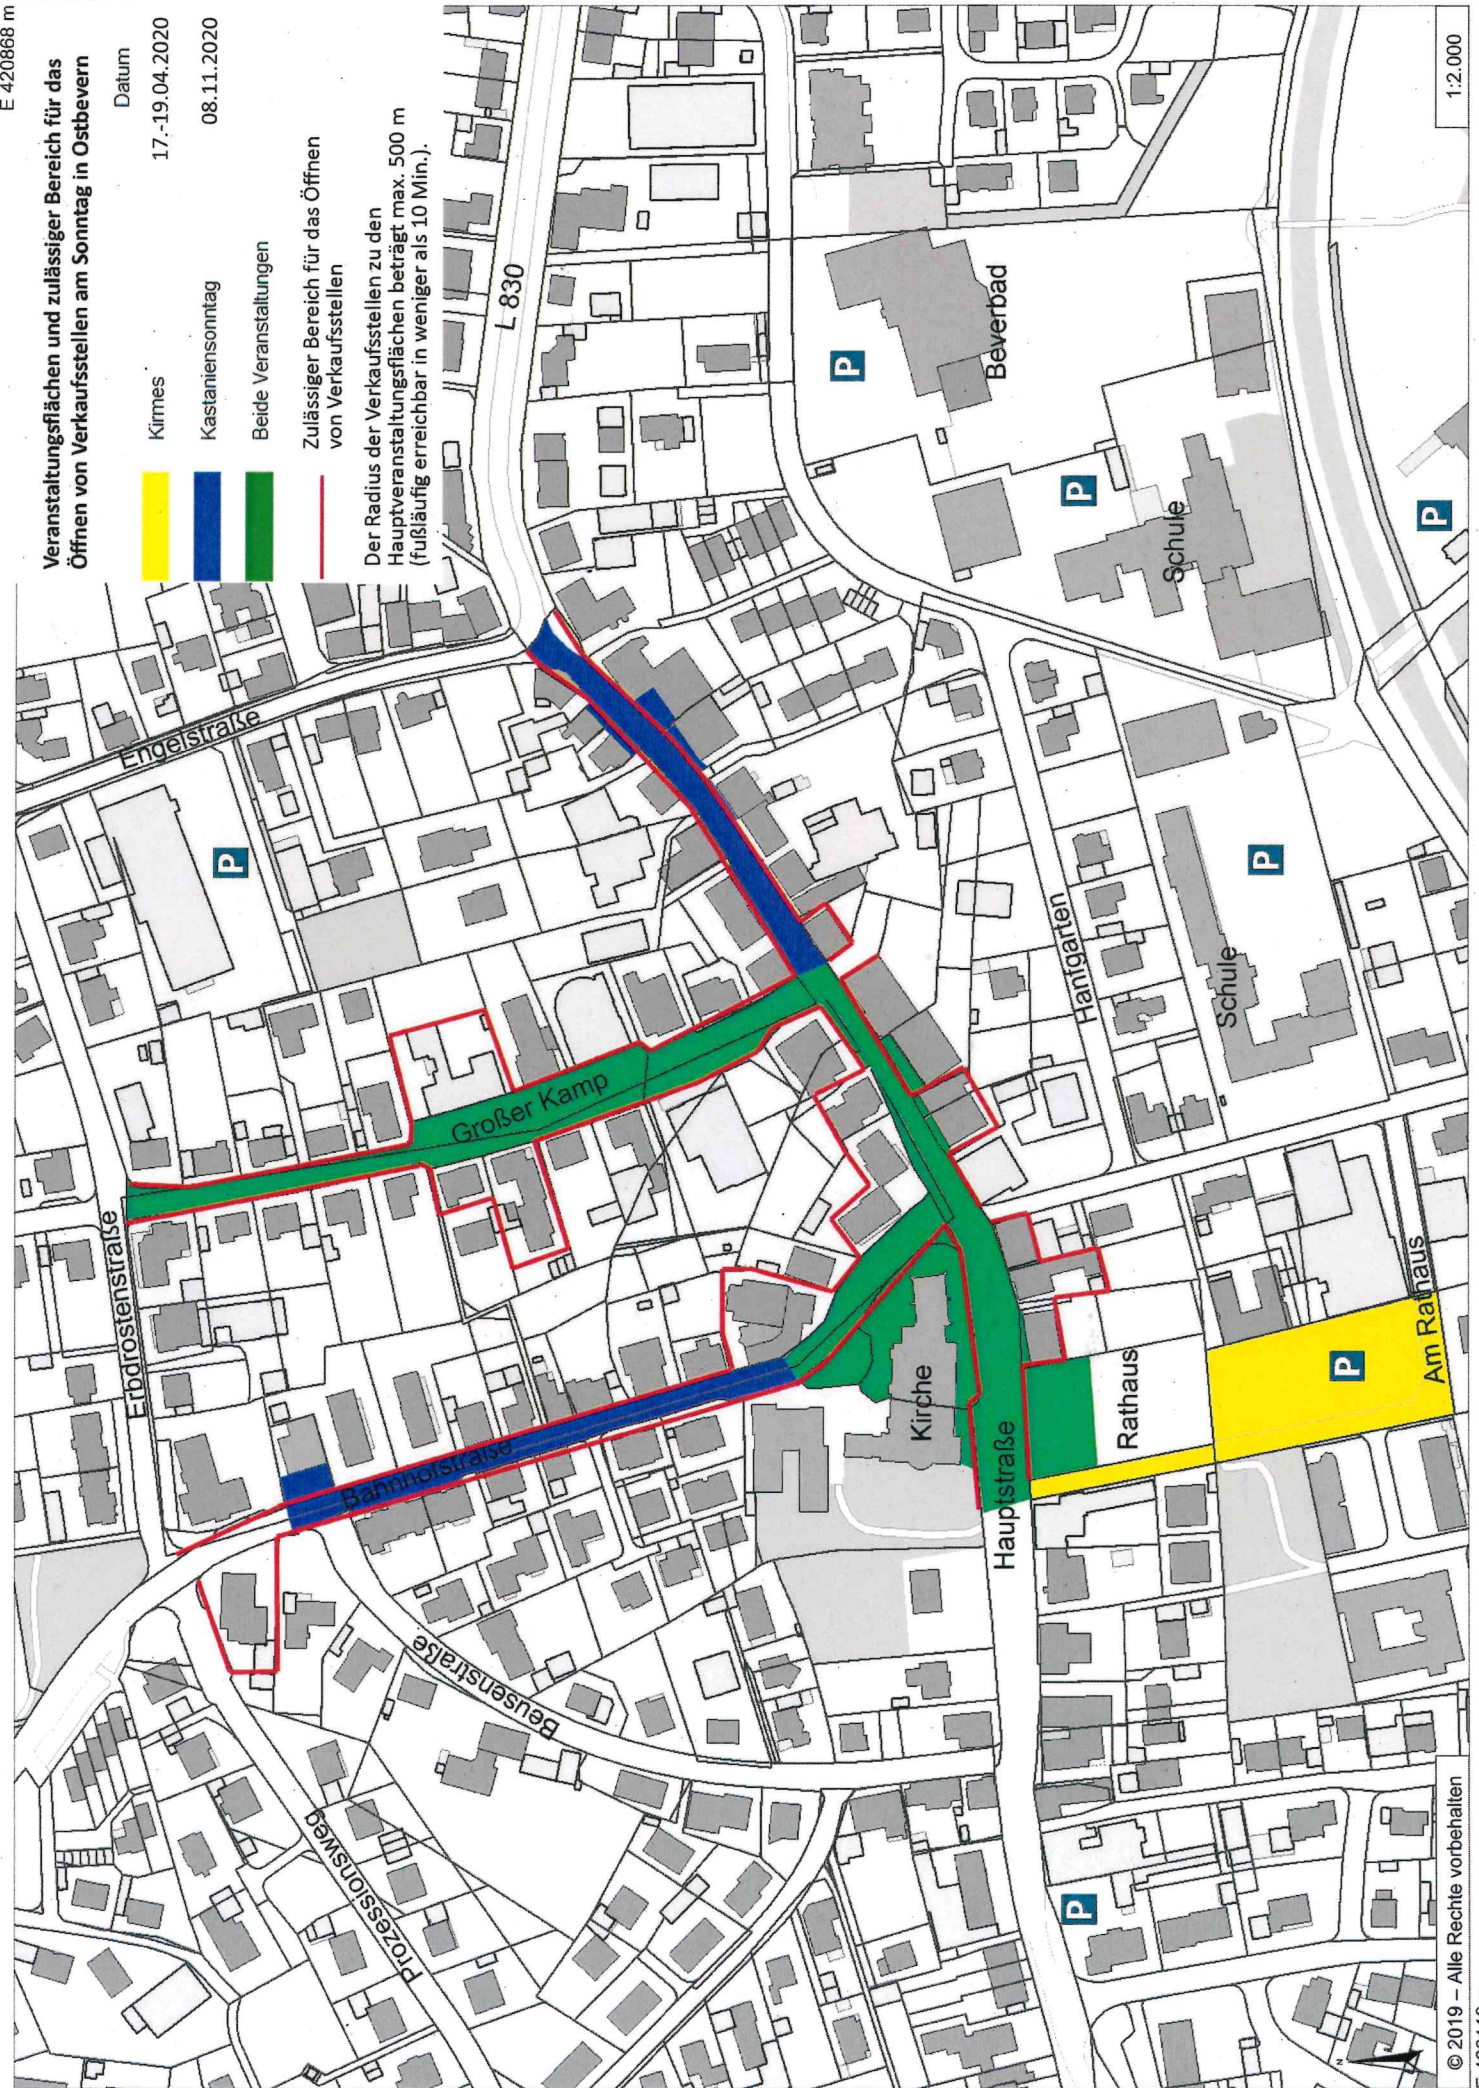 E 420868 m
Veranstaltungsflächen und zulässiger Bereich für das
Öffnen von Verkaufsstellen am Sonntag in Ostbevern
Datum
Kirmes 17.-19.04.2020
Kastaniensonntag 08.11.2020
Beide Veranstaltungen
Zulässiger Bereich für das Öffnen
von Verkaufsstellen
Der Radius der Verkaufsstellen zu den
Hauptveranstaltungsflächen beträgt max. 500 m
(fußläufig erreichbar in weniger als 10 Min.).
Engelstraße
L 830
P
Erbdrostenstraße
Großer Kamp
P
Beverbad
Bahnhofstraße
Beusenstraße
Prozessionsweg
Kirche
Hauptstraße
Hanfgarten
P
Schule
Rathaus
Schule
P
P
Am Rathaus
P
P
N
1:2.000
© 2019 – Alle Rechte vorbehalten